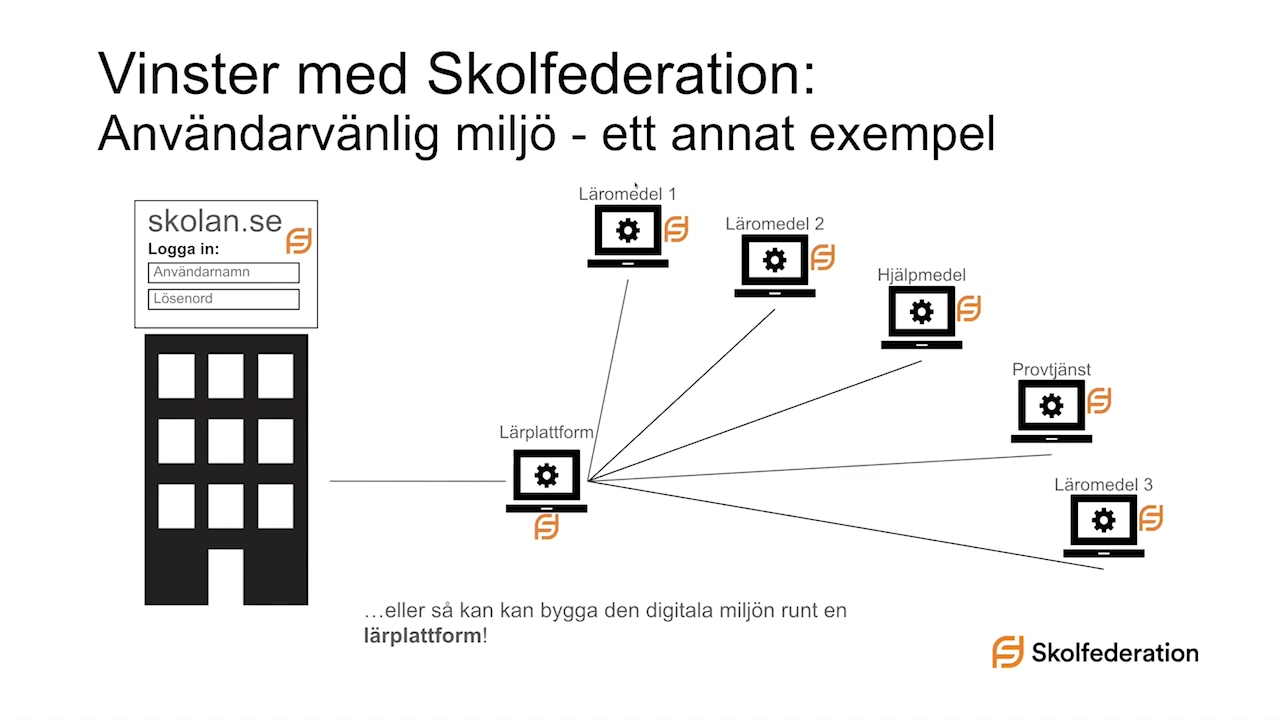 Vinster med Skolfederation:
Användarvänlig miljö - ett annat exempel
skolan.se
Logga in:
Användarnamn
Lösenord
Läromedel 1
Läromedel 2
Hjälpmedel
Provtjänst
Lärplattform
Läromedel 3
…eller så kan kan bygga den digitala miljön runt en
lärplattform!
Skolfederation